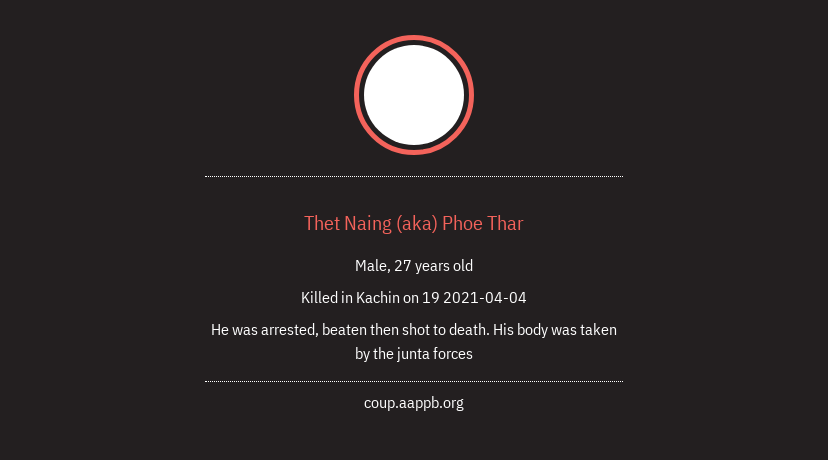 Thet Naing (aka) Phoe Thar
Male, 27 years old
Killed in Kachin on 19 2021-04-04
He was arrested, beaten then shot to death. His body was taken
by the junta forces
coup.aappb.org